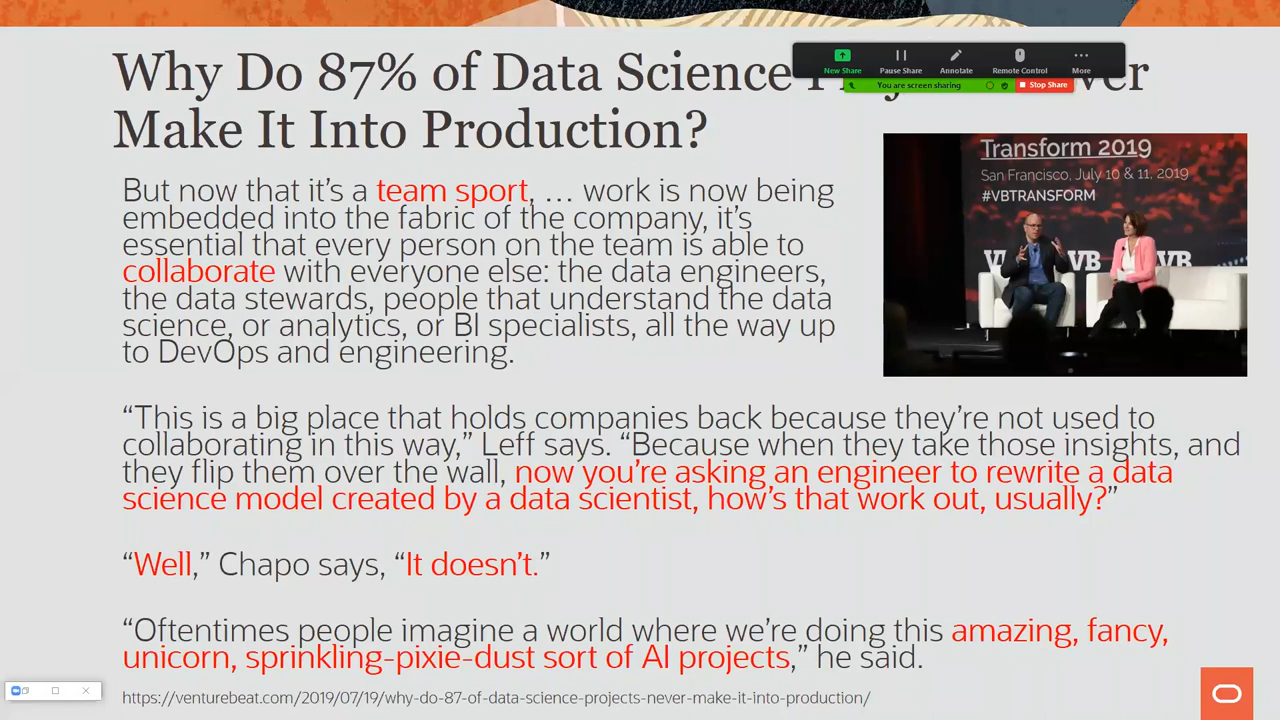 Why Do 87% of Data Science
Make It Into Production?
New Share
Pause Share
Annotate
Remote Control
More
You are screen sharing
Stop Share
But now that it's a team sport, … work is now being
embedded into the fabric of the company, it's
essential that every person on the team is able to
collaborate with everyone else: the data engineers,
the data stewards, people that understand the data
science, or analytics, or BI specialists, all the way up
to DevOps and engineering.
Transform 2019
San Francisco, July 10 & 11, 2019
#VBTRANSFORM
VB
VB
“This is a big place that holds companies back because they're not used to
collaborating in this way,” Leff says. “Because when they take those insights, and
they flip them over the wall, now you're asking an engineer to rewrite a data
science model created by a data scientist, how's that work out, usually?”
“Well,” Chapo says, “It doesn't.”
“Oftentimes people imagine a world where we're doing this amazing, fancy,
unicorn, sprinkling-pixie-dust sort of AI projects,” he said.
https://venturebeat.com/2019/07/19/why-do-87-of-data-science-projects-never-make-it-into-production/